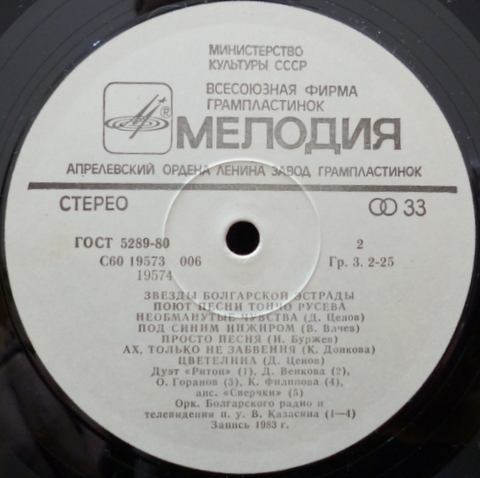 МИНИСТЕРСТВО
КУЛЬТУРЫ СССР
ВСЕСОЮЗНАЯ ФИРМА
ГРАМПЛАСТИНОК
® МЕЛОДИЯ
АПРЕЛЕВСКИЙ ОРДЕНА ЛЕНИНА ЗАВОД ГРАМПЛАСТИНОК
СТЕРЕО 33
ГОСТ 5289-80 2
С60 19573 006 Гр. 3. 2-25
19574
ЗВЕЗДЫ БОЛГАРСКОЙ ЭСТРАДЫ
ПОЮТ ПЕСНИ ТОНЧО РУСЕВА
НЕОБМАНУТЫЕ ЧУВСТВА (Д. Ценов)
ПОД СИНИМ ИНЖИРОМ (В. Вачев)
ПРОСТО ПЕСНЯ (И. Буржев)
АХ, ТОЛЬКО НЕ ЗАБВЕНИЯ (К. Донкова)
ЦВЕТЕЛИНА (Д. Ценов)
Дуэт «Ритон» (1), Д. Венкова (2),
О. Горанов (3), К. Филипова (4),
анс. «Сверчки» (5)
Орк. Болгарского радио и
телевидения п. у. В. Казасяна (1—4)
Запись 1983 г.